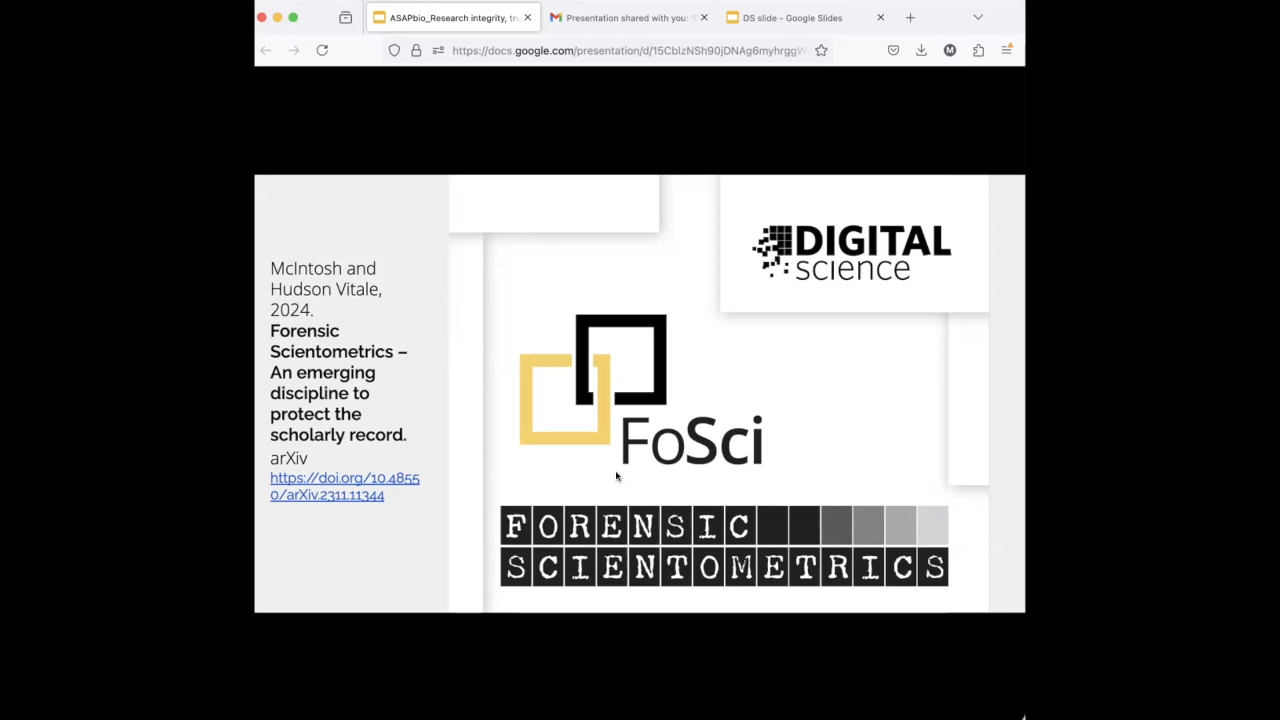 ASAPbio_Research integrity, tru
Presentation shared with you: "
DS slide - Google Slides
https://docs.google.com/presentation/d/15CblzNSh90jDNAg6myhrggW
M
McIntosh and
Hudson Vitale,
2024.
Forensic
Scientometrics –
An emerging
discipline to
protect the
scholarly record.
arXiv
https://doi.org/10.4855
0/arXiv.2311.11344
DIGITAL
science
FoSci
FORENSIC
SCIENTOMETRICS